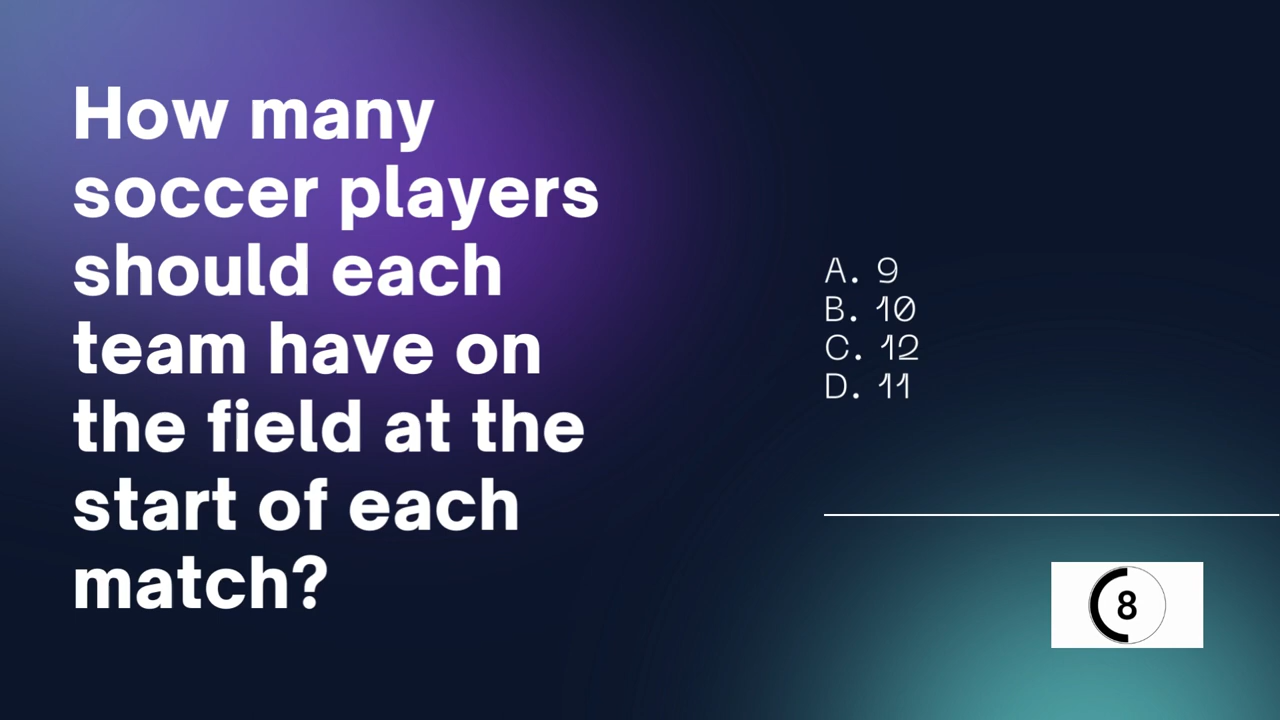 How many
soccer players
should each
team have on
the field at the
start of each
match?
A. 9
B. 10
C. 12
D. 11
8